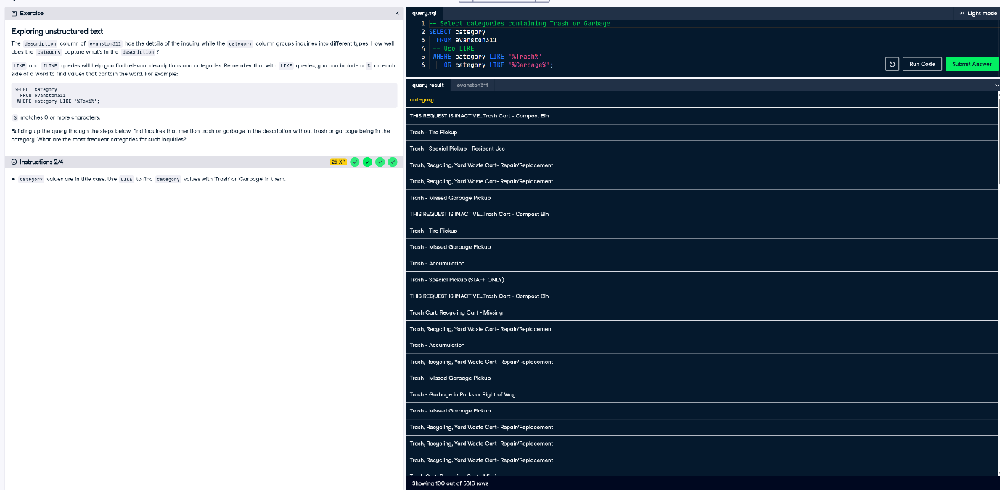 Exercise
Exploring unstructured text
The description column of evanston311 has the details of the inquiry, while the category column groups inquiries into different types. How well
does the category capture what's in the description ?
LIKE and ILIKE queries will help you find relevant descriptions and categories. Remember that with LIKE queries, you can include a % on each
side of a word to find values that contain the word. For example:
SELECT category
FROM evanston311
WHERE category LIKE '%Taxi%';
% matches 0 or more characters.
Building up the query through the steps below, find inquires that mention trash or garbage in the description without trash or garbage being in the
category. What are the most frequent categories for such inquiries?
Instructions 2/4
25 XP
• category values are in title case. Use LIKE to find category values with 'Trash' or 'Garbage' in them.
query.sql
Light mode
1 -- Select categories containing Trash or Garbage
2 SELECT category
3 FROM evanston311
4 -- Use LIKE
5 WHERE category LIKE '%Trash%'
6 OR category LIKE '%Garbage%';
Run Code
Submit Answer
query result
evanston311
category
THIS REQUEST IS INACTIVE...Trash Cart - Compost Bin
Trash - Tire Pickup
Trash - Special Pickup - Resident Use
Trash, Recycling, Yard Waste Cart- Repair/Replacement
Trash, Recycling, Yard Waste Cart- Repair/Replacement
Trash - Missed Garbage Pickup
THIS REQUEST IS INACTIVE...Trash Cart - Compost Bin
Trash - Tire Pickup
Trash - Missed Garbage Pickup
Trash - Accumulation
Trash - Special Pickup (STAFF ONLY)
THIS REQUEST IS INACTIVE...Trash Cart - Compost Bin
Trash Cart, Recycling Cart - Missing
Trash, Recycling, Yard Waste Cart- Repair/Replacement
Trash - Accumulation
Trash, Recycling, Yard Waste Cart- Repair/Replacement
Trash - Missed Garbage Pickup
Trash - Garbage in Parks or Right of Way
Trash - Missed Garbage Pickup
Trash, Recycling, Yard Waste Cart- Repair/Replacement
Trash, Recycling, Yard Waste Cart- Repair/Replacement
Trash, Recycling, Yard Waste Cart- Repair/Replacement
Trash Cart, Recycling Cart - Missing
Showing 100 out of 5816 rows